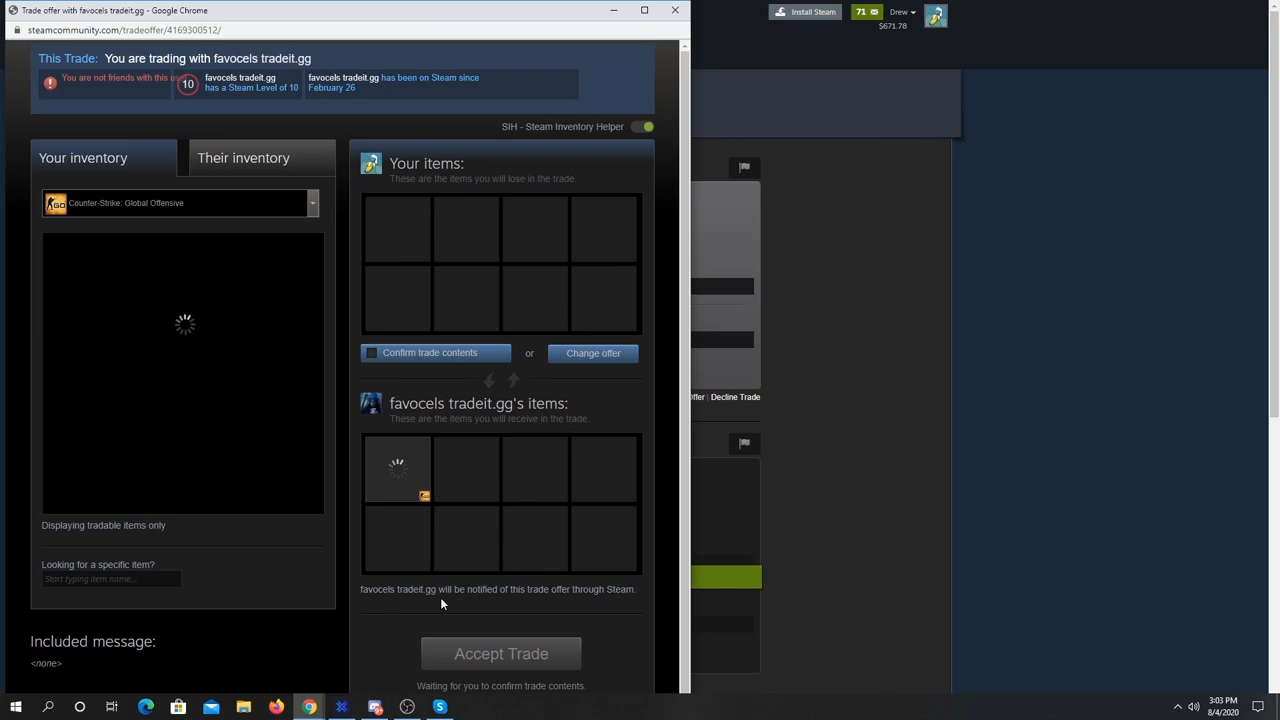 Trade offer with favocels tradeit.gg - Google Chrome
steamcommunity.com/tradeoffer/4169300512/
Install Steam
71
Drew
$671.78
This Trade: You are trading with favocels tradeit.gg
You are not friends with this
10
favocels tradeit.gg
has a Steam Level of 10
favocels tradeit.gg has been on Steam since
February 26
SIH - Steam Inventory Helper
Your inventory
Their inventory
GO
Counter-Strike: Global Offensive
Displaying tradable items only
Looking for a specific item?
Start typing item name...
Included message:
<none>
Your items:
These are the items you will lose in the trade.
Confirm trade contents
or
Change offer
favocels tradeit.gg's items:
These are the items you will receive in the trade.
favocels tradeit.gg will be notified of this trade offer through Steam.
Accept Trade
Waiting for you to confirm trade contents.
ffer | Decline Trade
3:03 PM
8/4/2020